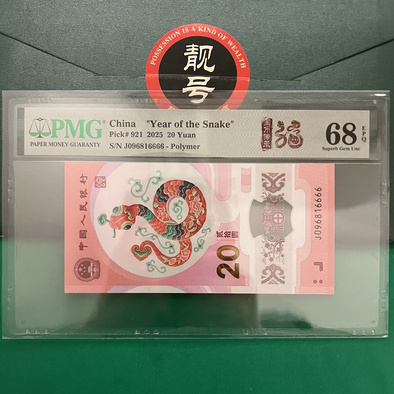 POSSESSION IS A KIND OF WEALTH
靓号
PMG
PAPER MONEY GUARANTY
China "Year of the Snake"
Pick# 921 2025 20 Yuan
S/N J096816666 - Polymer
福
68 EPQ
Superb Gem Unc
中国人民银行
贰拾圆
20
J096816666